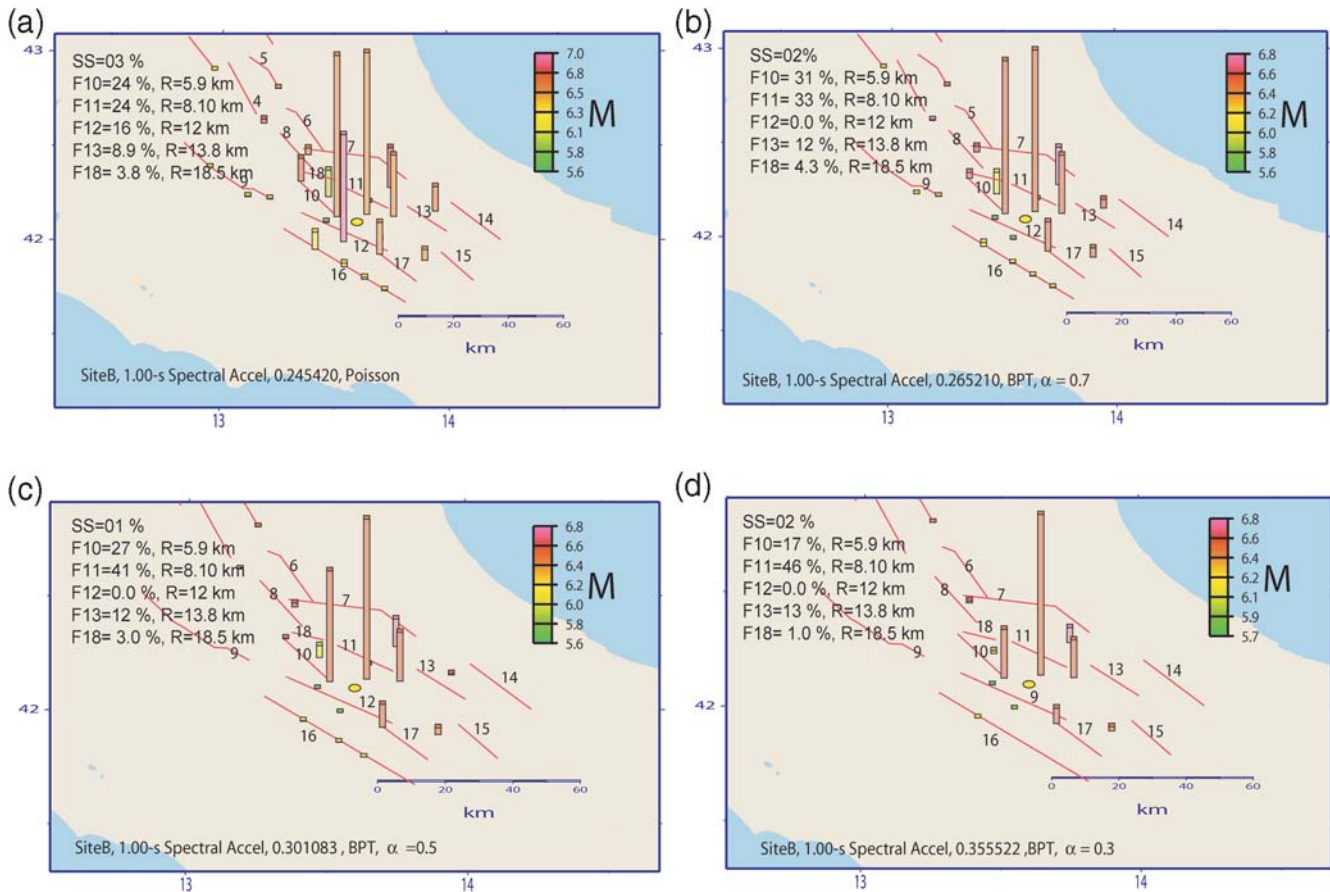 (a)
43
42
13
14
SS=03 %
F10=24 %, R=5.9 km
F11=24 %, R=8.10 km
F12=16 %, R=12 km
F13=8.9 %, R=13.8 km
F18= 3.8 %, R=18.5 km
5
4
6
8
7
9
18
11
10
13
14
12
17
15
16
7.0
6.8
6.6
6.3
6.1
5.8
5.6
M
0 20 40 60
km
SiteB, 1.00-s Spectral Accel, 0.245420, Poisson
(b)
43
42
13
14
SS=02%
F10= 31 %, R=5.9 km
F11= 33 %, R=8.10 km
F12=0.0 %, R=12 km
F13= 12 %, R=13.8 km
F18= 4.3 %, R=18.5 km
5
6
8
7
9
10
11
13
14
12
17
15
16
6.8
6.6
6.4
6.2
6.0
5.8
5.6
M
0 20 40 60
km
SiteB, 1.00-s Spectral Accel, 0.265210, BPT, α = 0.7
(c)
42
13
14
SS=01 %
F10=27 %, R=5.9 km
F11=41 %, R=8.10 km
F12=0.0 %, R=12 km
F13=12 %, R=13.8 km
F18= 3.0 %, R=18.5 km
6
8
7
18
11
9
10
13
14
12
17
15
16
6.8
6.6
6.4
6.2
6.0
5.8
5.6
M
0 20 40 60
km
SiteB, 1.00-s Spectral Accel, 0.301083 , BPT, α =0.5
(d)
42
13
14
SS=02 %
F10=17 %, R=5.9 km
F11=46 %, R=8.10 km
F12=0.0 %, R=12 km
F13=13 %, R=13.8 km
F18= 1.0 %, R=18.5 km
6
8
7
18
11
9
10
13
14
9
17
15
16
6.8
6.6
6.4
6.2
6.1
5.9
5.7
M
0 20 40 60
km
SiteB, 1.00-s Spectral Accel, 0.355522 ,BPT, α = 0.3